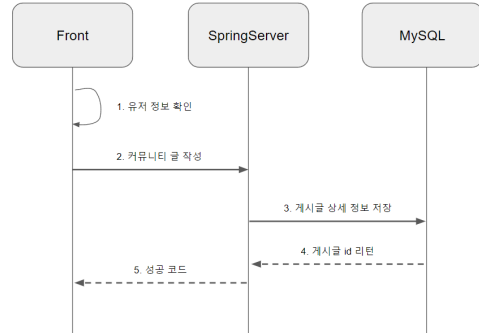 Front
SpringServer
MySQL
1. 유저 정보 확인
2. 커뮤니티 글 작성
3. 게시글 상세 정보 저장
4. 게시글 id 리턴
5. 성공 코드